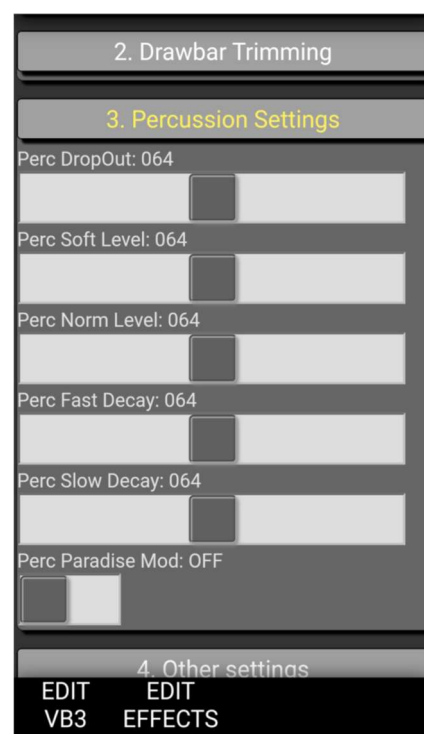 2. Drawbar Trimming
3. Percussion Settings
Perc DropOut: 064
Perc Soft Level: 064
Perc Norm Level: 064
Perc Fast Decay: 064
Perc Slow Decay: 064
Perc Paradise Mod: OFF
4. Other settings
EDIT EDIT
VB3 EFFECTS